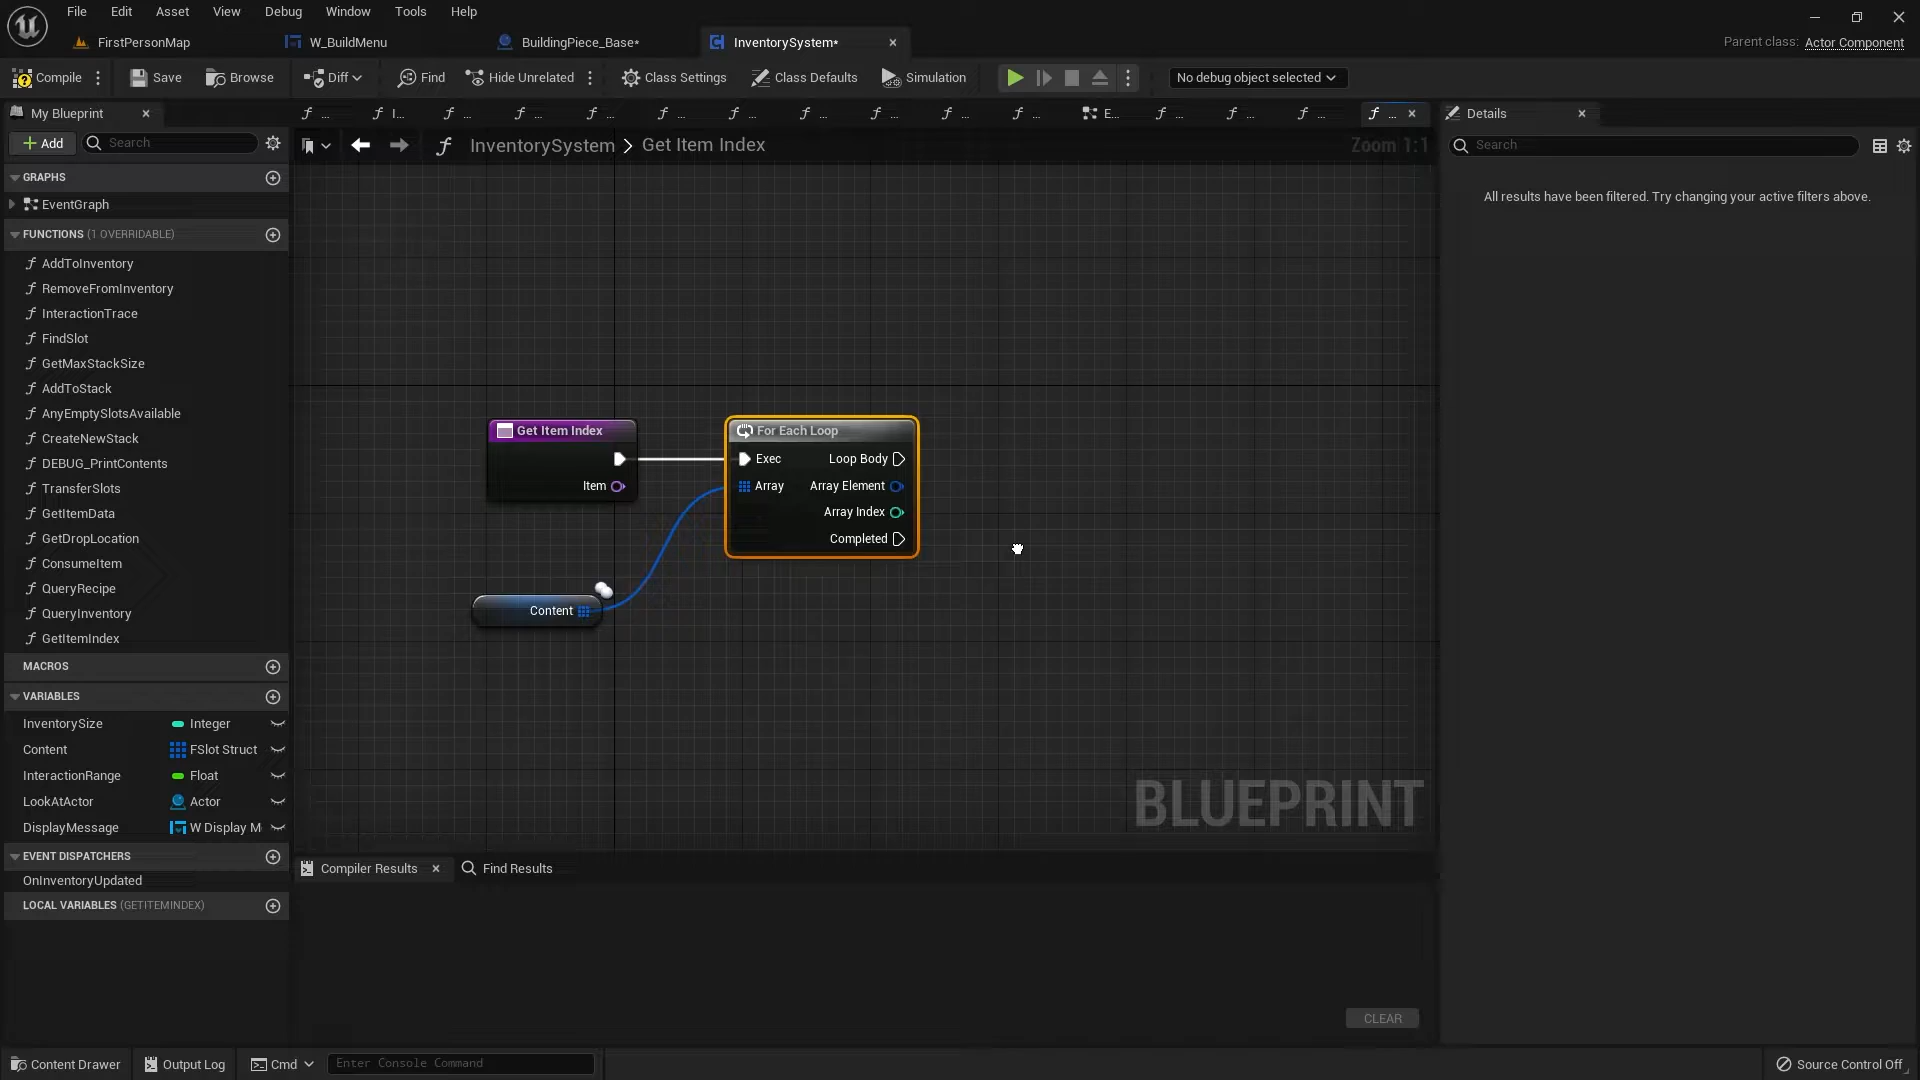 File Edit Asset View Debug Window Tools Help
FirstPersonMap W_BuildMenu BuildingPiece_Base* InventorySystem*
Parent class: Actor Component
Compile Save Browse Diff Find Hide Unrelated Class Settings Class Defaults Simulation No debug object selected
My Blueprint
... I... ... ... ... ... ... ... ... ... ... E... ... ... ... ...
Details
Add Search
InventorySystem > Get Item Index
Zoom 1:1
Search
GRAPHS
EventGraph
All results have been filtered. Try changing your active filters above.
FUNCTIONS (1 OVERRIDABLE)
AddToInventory
RemoveFromInventory
InteractionTrace
FindSlot
GetMaxStackSize
AddToStack
AnyEmptySlotsAvailable
CreateNewStack
DEBUG_PrintContents
TransferSlots
GetItemData
GetDropLocation
ConsumeItem
QueryRecipe
QueryInventory
GetItemIndex
MACROS
VARIABLES
InventorySize Integer
Content FSlot Struct
InteractionRange Float
LookAtActor Actor
DisplayMessage W Display M
EVENT DISPATCHERS
OnInventoryUpdated
LOCAL VARIABLES (GETITEMINDEX)
Get Item Index
Item
For Each Loop
Exec Loop Body
Array Array Element
Array Index
Completed
Content
BLUEPRINT
Compiler Results Find Results
CLEAR
Content Drawer Output Log Cmd Enter Console Command Source Control Off